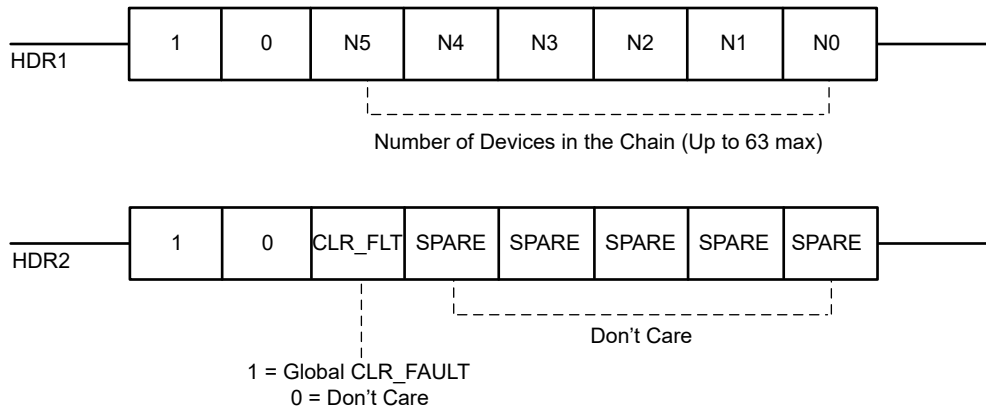 HDR1 1 0 N5 N4 N3 N2 N1 N0
Number of Devices in the Chain (Up to 63 max)
HDR2 1 0 CLR_FLT SPARE SPARE SPARE SPARE SPARE
Don't Care
1 = Global CLR_FAULT
0 = Don't Care